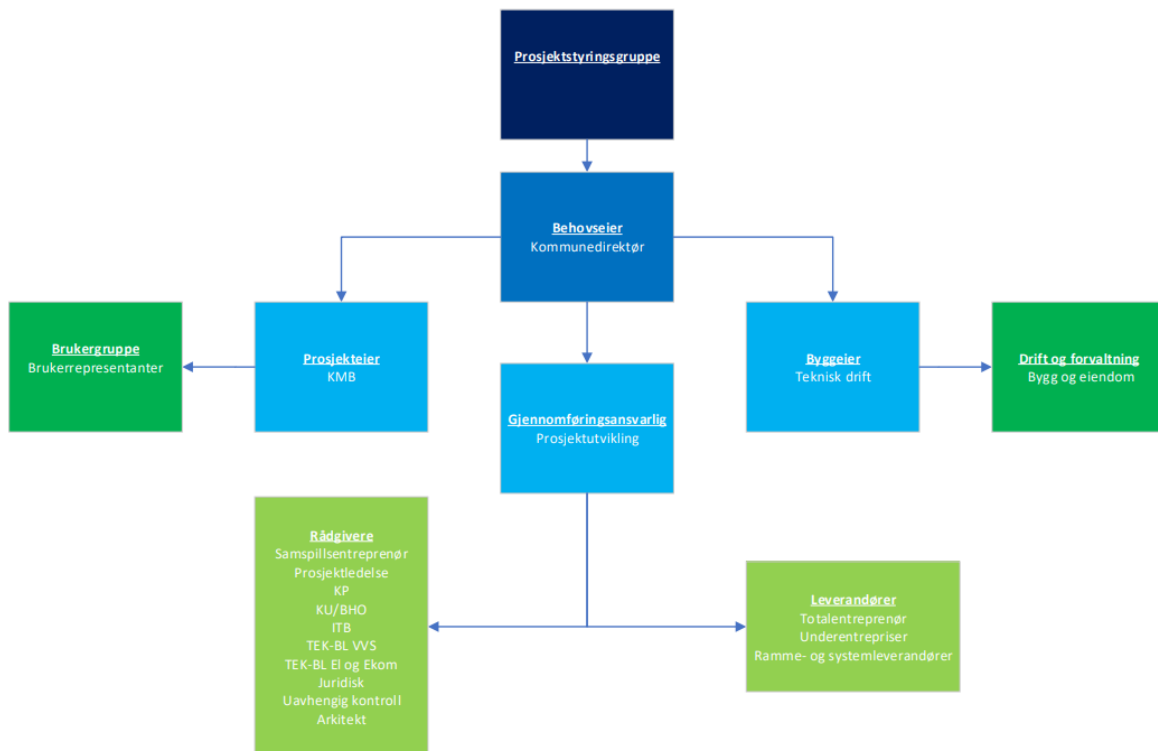 Prosjektstyringsgruppe
Behovseier
Kommunedirektør
Brukergruppe
Brukerrepresentanter
Prosjekteier
KMB
Byggeier
Teknisk drift
Drift og forvaltning
Bygg og eiendom
Gjennomføringsansvarlig
Prosjektutvikling
Rådgivere
Samspillsentreprenør
Prosjektledelse
KP
KU/BHO
ITB
TEK-BL VVS
TEK-BL El og Ekom
Juridisk
Uavhengig kontroll
Arkitekt
Leverandører
Totalentreprenør
Underentrepriser
Ramme- og systemleverandører